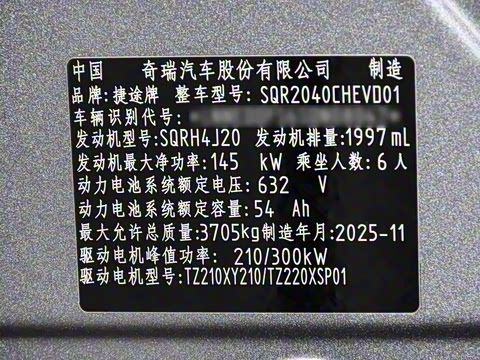 中国 奇瑞汽车股份有限公司 制造
品牌:捷途牌 整车型号: SQR2040CHEVD01
车辆识别代号:
发动机型号:SQRH4J20 发动机排量:1997mL
发动机最大净功率:145 kW 乘坐人数:6人
动力电池系统额定电压:632 V
动力电池系统额定容量:54 Ah
最大允许总质量:3705kg制造年月:2025-11
驱动电机峰值功率: 210/300kW
驱动电机型号:TZ210XY210/TZ220XSP01